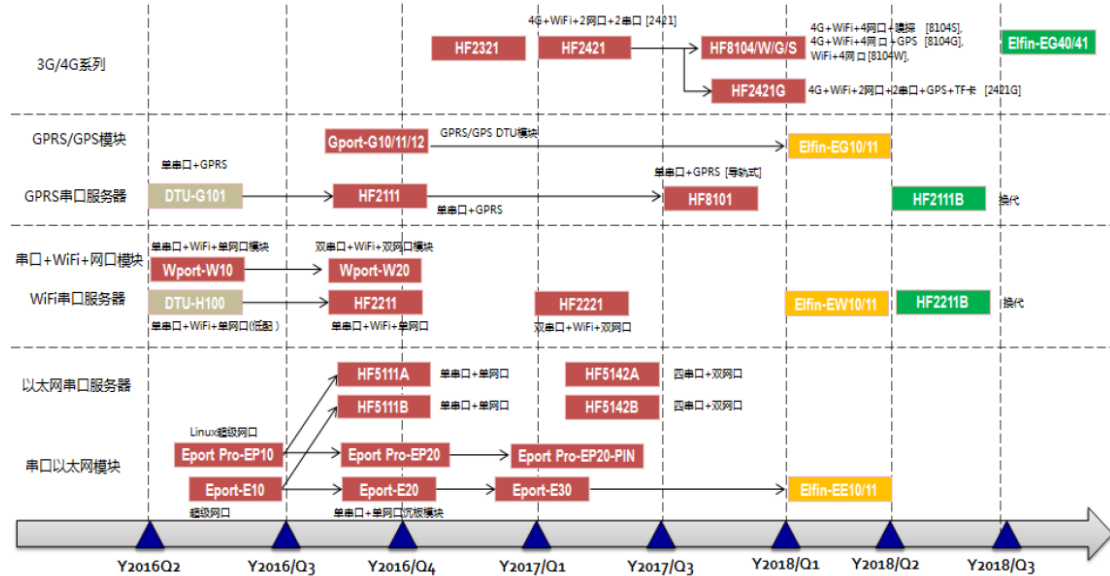 4G+WiFi+2网口+2串口 [2421]
3G/4G系列
HF2321
HF2421
HF8104/W/G/S
4G+WiFi+4网口+嗅探 [8104S],
4G+WiFi+4网口+GPS [8104G],
WiFi+4网口[8104W],
Elfin-EG40/41
HF2421G
4G+WiFi+2网口+2串口+GPS+TF卡 [2421G]
GPRS/GPS模块
Gport-G10/11/12
GPRS/GPS DTU模块
Elfin-EG10/11
单串口+GPRS
单串口+GPRS [导轨式]
GPRS串口服务器
DTU-G101
HF2111
单串口+GPRS
HF8101
HF2111B
换代
串口+WiFi+网口模块
单串口+WiFi+单网口模块
双串口+WiFi+双网口模块
Wport-W10
Wport-W20
WiFi串口服务器
DTU-H100
HF2211
HF2221
Elfin-EW10/11
HF2211B
换代
单串口+WiFi+单网口(低配)
单串口+WiFi+单网口
双串口+WiFi+双网口
以太网串口服务器
HF5111A
单串口+单网口
HF5142A
四串口+双网口
HF5111B
单串口+单网口
HF5142B
四串口+双网口
Linux超级网口
串口以太网模块
Eport Pro-EP10
Eport Pro-EP20
Eport Pro-EP20-PIN
Eport-E10
Eport-E20
Eport-E30
Elfin-EE10/11
超级网口
单串口+单网口沉板模块
Y2016Q2
Y2016/Q3
Y2016/Q4
Y2017/Q1
Y2017/Q3
Y2018/Q1
Y2018/Q2
Y2018/Q3